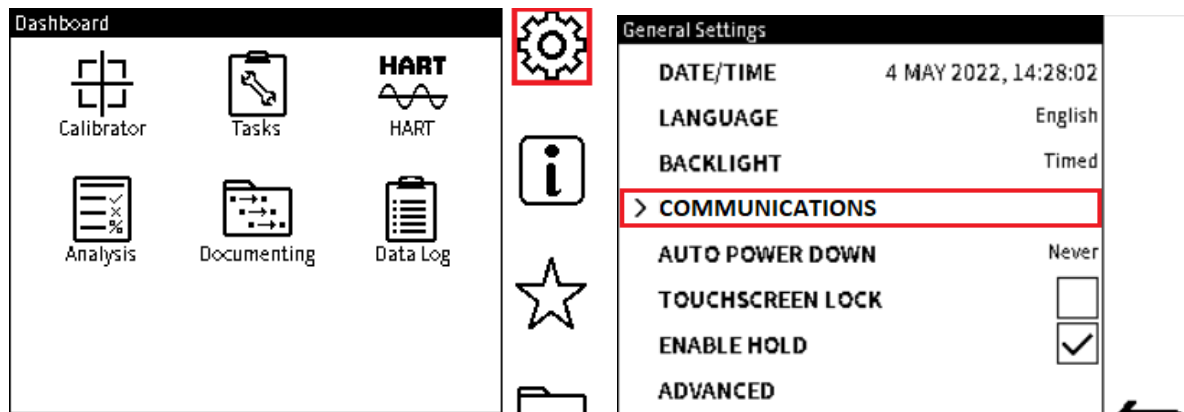 Dashboard
HART
Calibrator Tasks HART
Analysis Documenting Data Log
General Settings
DATE/TIME 4 MAY 2022, 14:28:02
LANGUAGE English
BACKLIGHT Timed
> COMMUNICATIONS
AUTO POWER DOWN Never
TOUCHSCREEN LOCK
ENABLE HOLD
ADVANCED